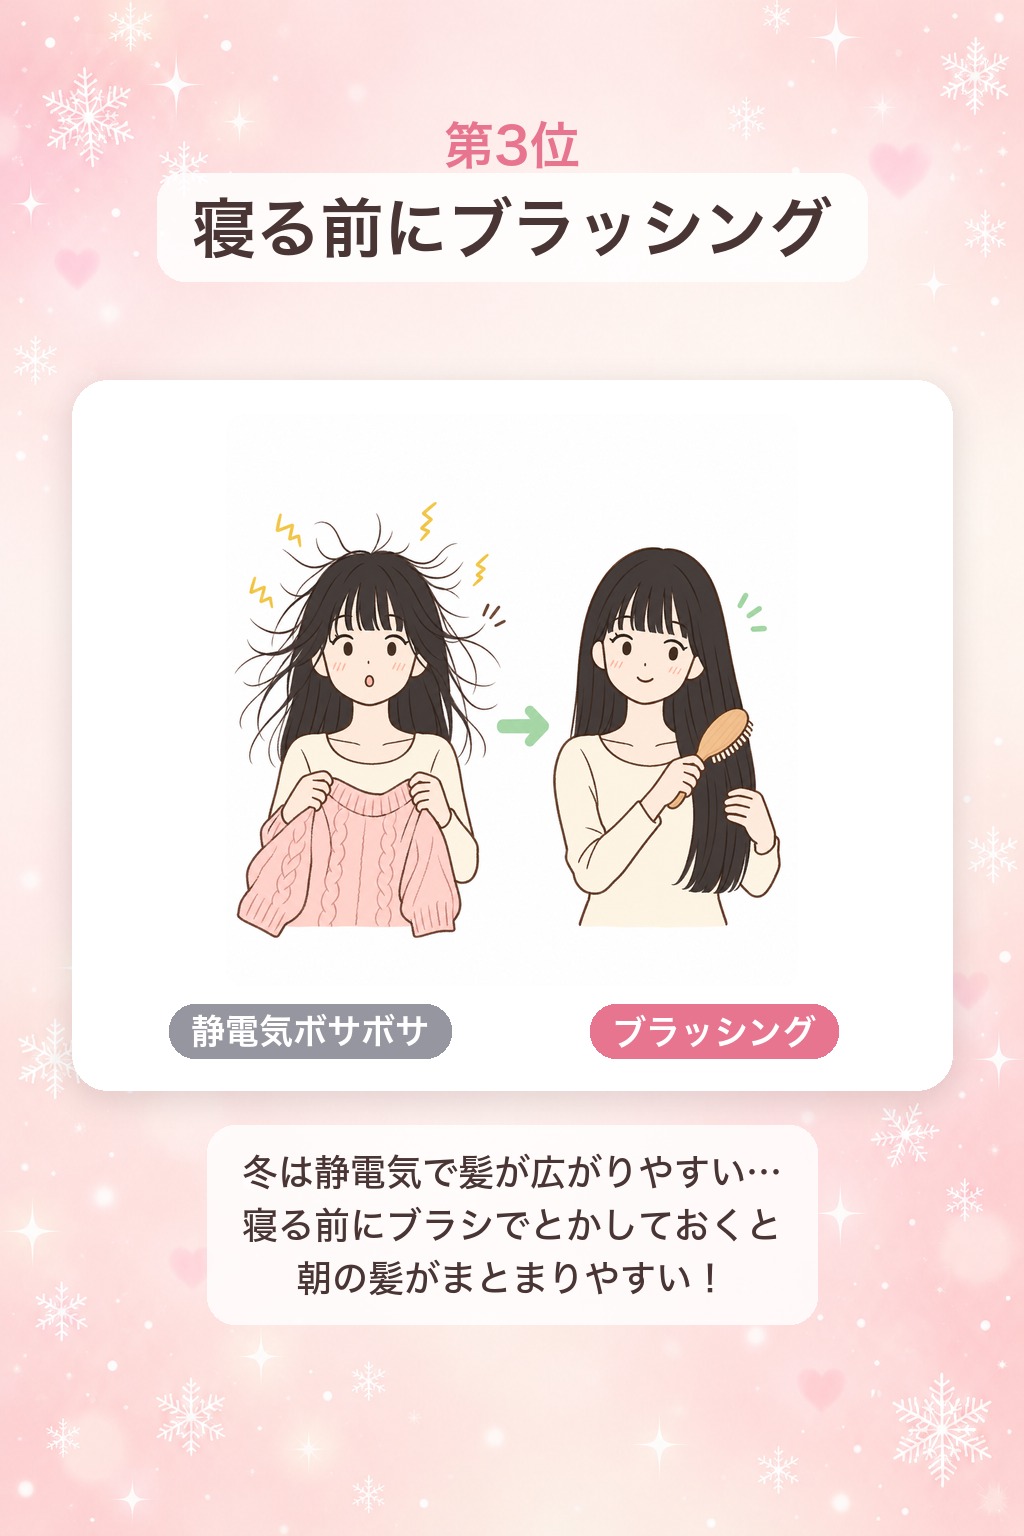 第3位
寝る前にブラッシング
静電気ボサボサ
ブラッシング
冬は静電気で髪が広がりやすい…
寝る前にブラシでとかしておくと
朝の髪がまとまりやすい！